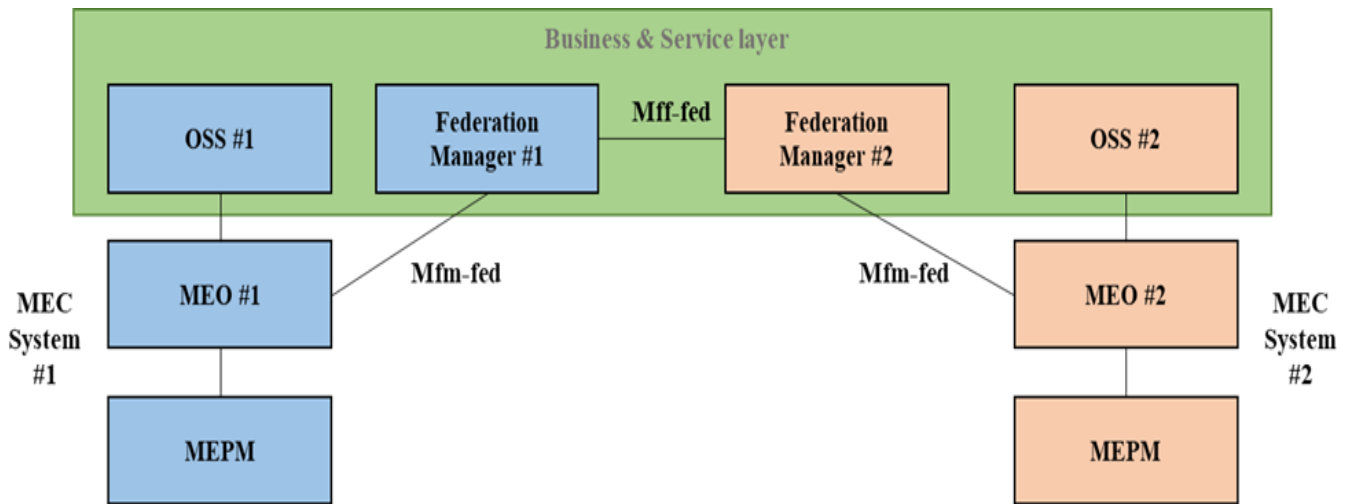 Business & Service layer
OSS #1
Federation
Manager #1
Mff-fed
Federation
Manager #2
OSS #2
MEO #1
Mfm-fed
Mfm-fed
MEO #2
MEC
System
#1
MEC
System
#2
MEPM
MEPM